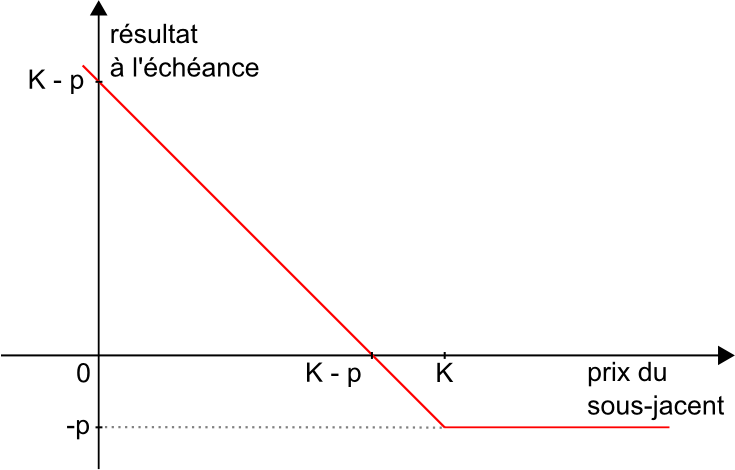 résultat
à l'échéance
K - p
0
K - p
K
prix du
sous-jacent
-p